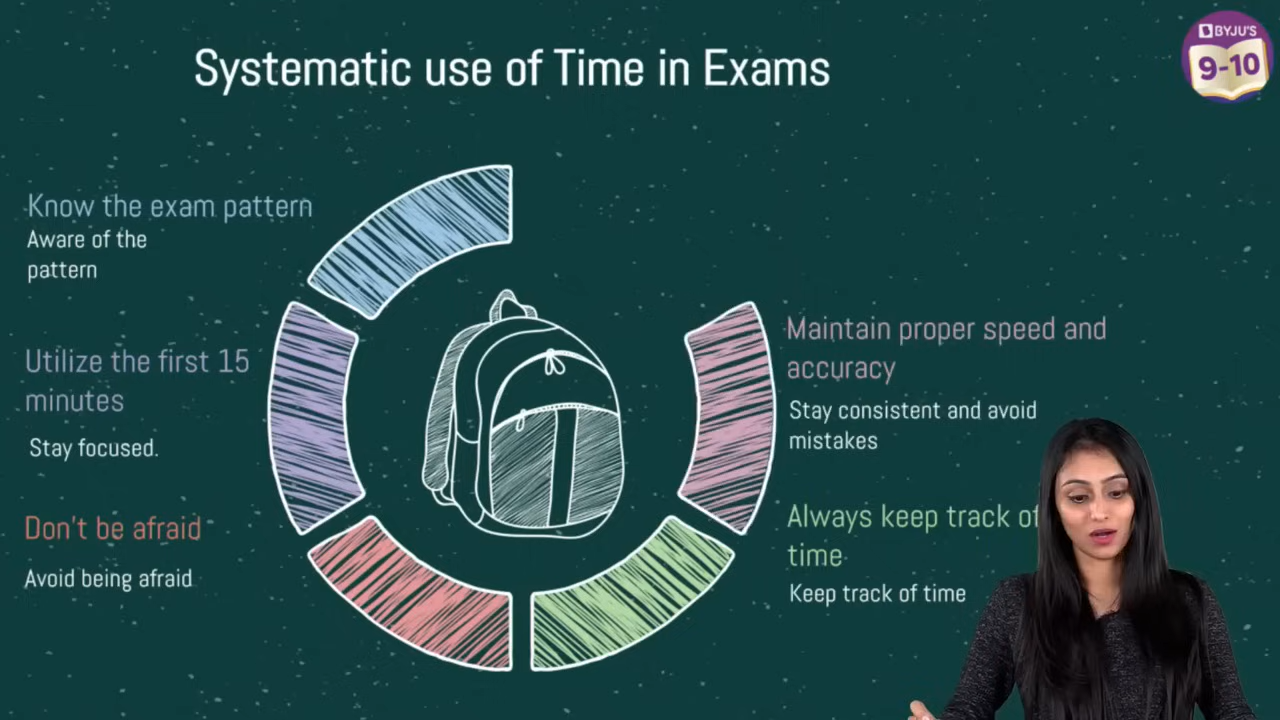 Systematic use of Time in Exams
BYJU'S
9-10
Know the exam pattern
Aware of the
pattern
Utilize the first 15
minutes
Stay focused.
Don't be afraid
Avoid being afraid
Maintain proper speed and
accuracy
Stay consistent and avoid
mistakes
Always keep track of
time
Keep track of time